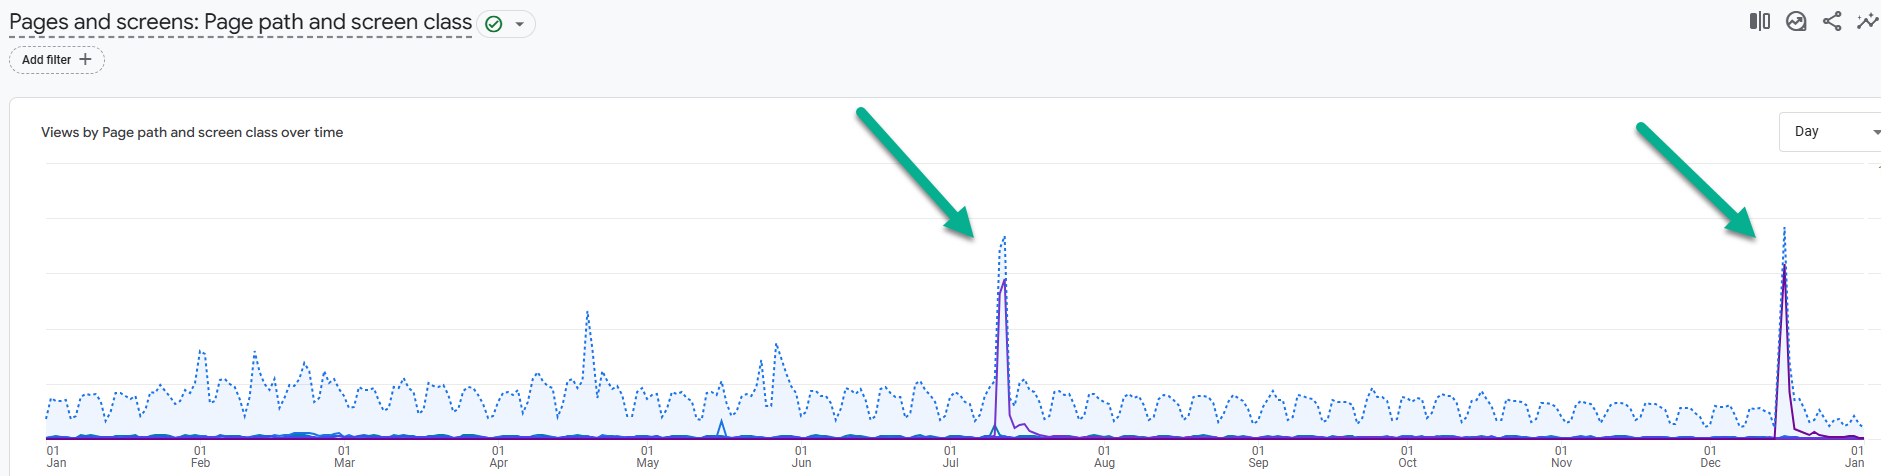 Pages and screens: Page path and screen class
Add filter +
Views by Page path and screen class over time
Day
01 Jan
01 Feb
01 Mar
01 Apr
01 May
01 Jun
01 Jul
01 Aug
01 Sep
01 Oct
01 Nov
01 Dec
01 Jan